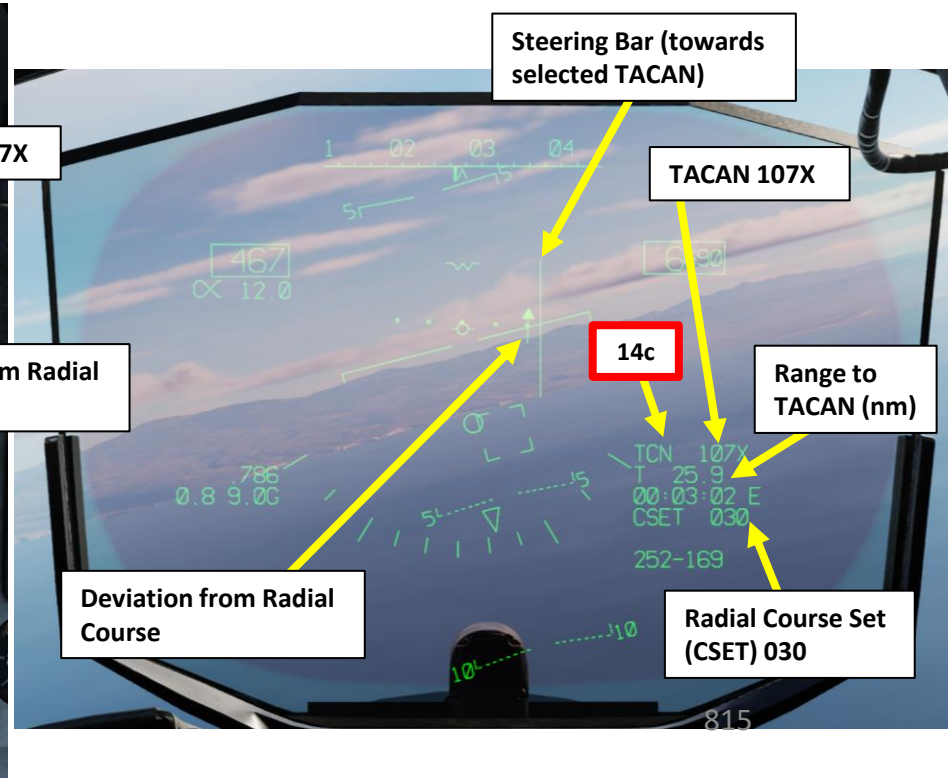 Steering Bar (towards
selected TACAN)
7X
TACAN 107X
m Radial
14c
Range to
TACAN (nm)
Deviation from Radial
Course
Radial Course Set
(CSET) 030
1 02 03 04
5 5
467
α 12.0
.786
0.8 9.0G
TCN 107X
T 25.9
00:03:02 E
CSET 030
252-169
5 5
10 10
815